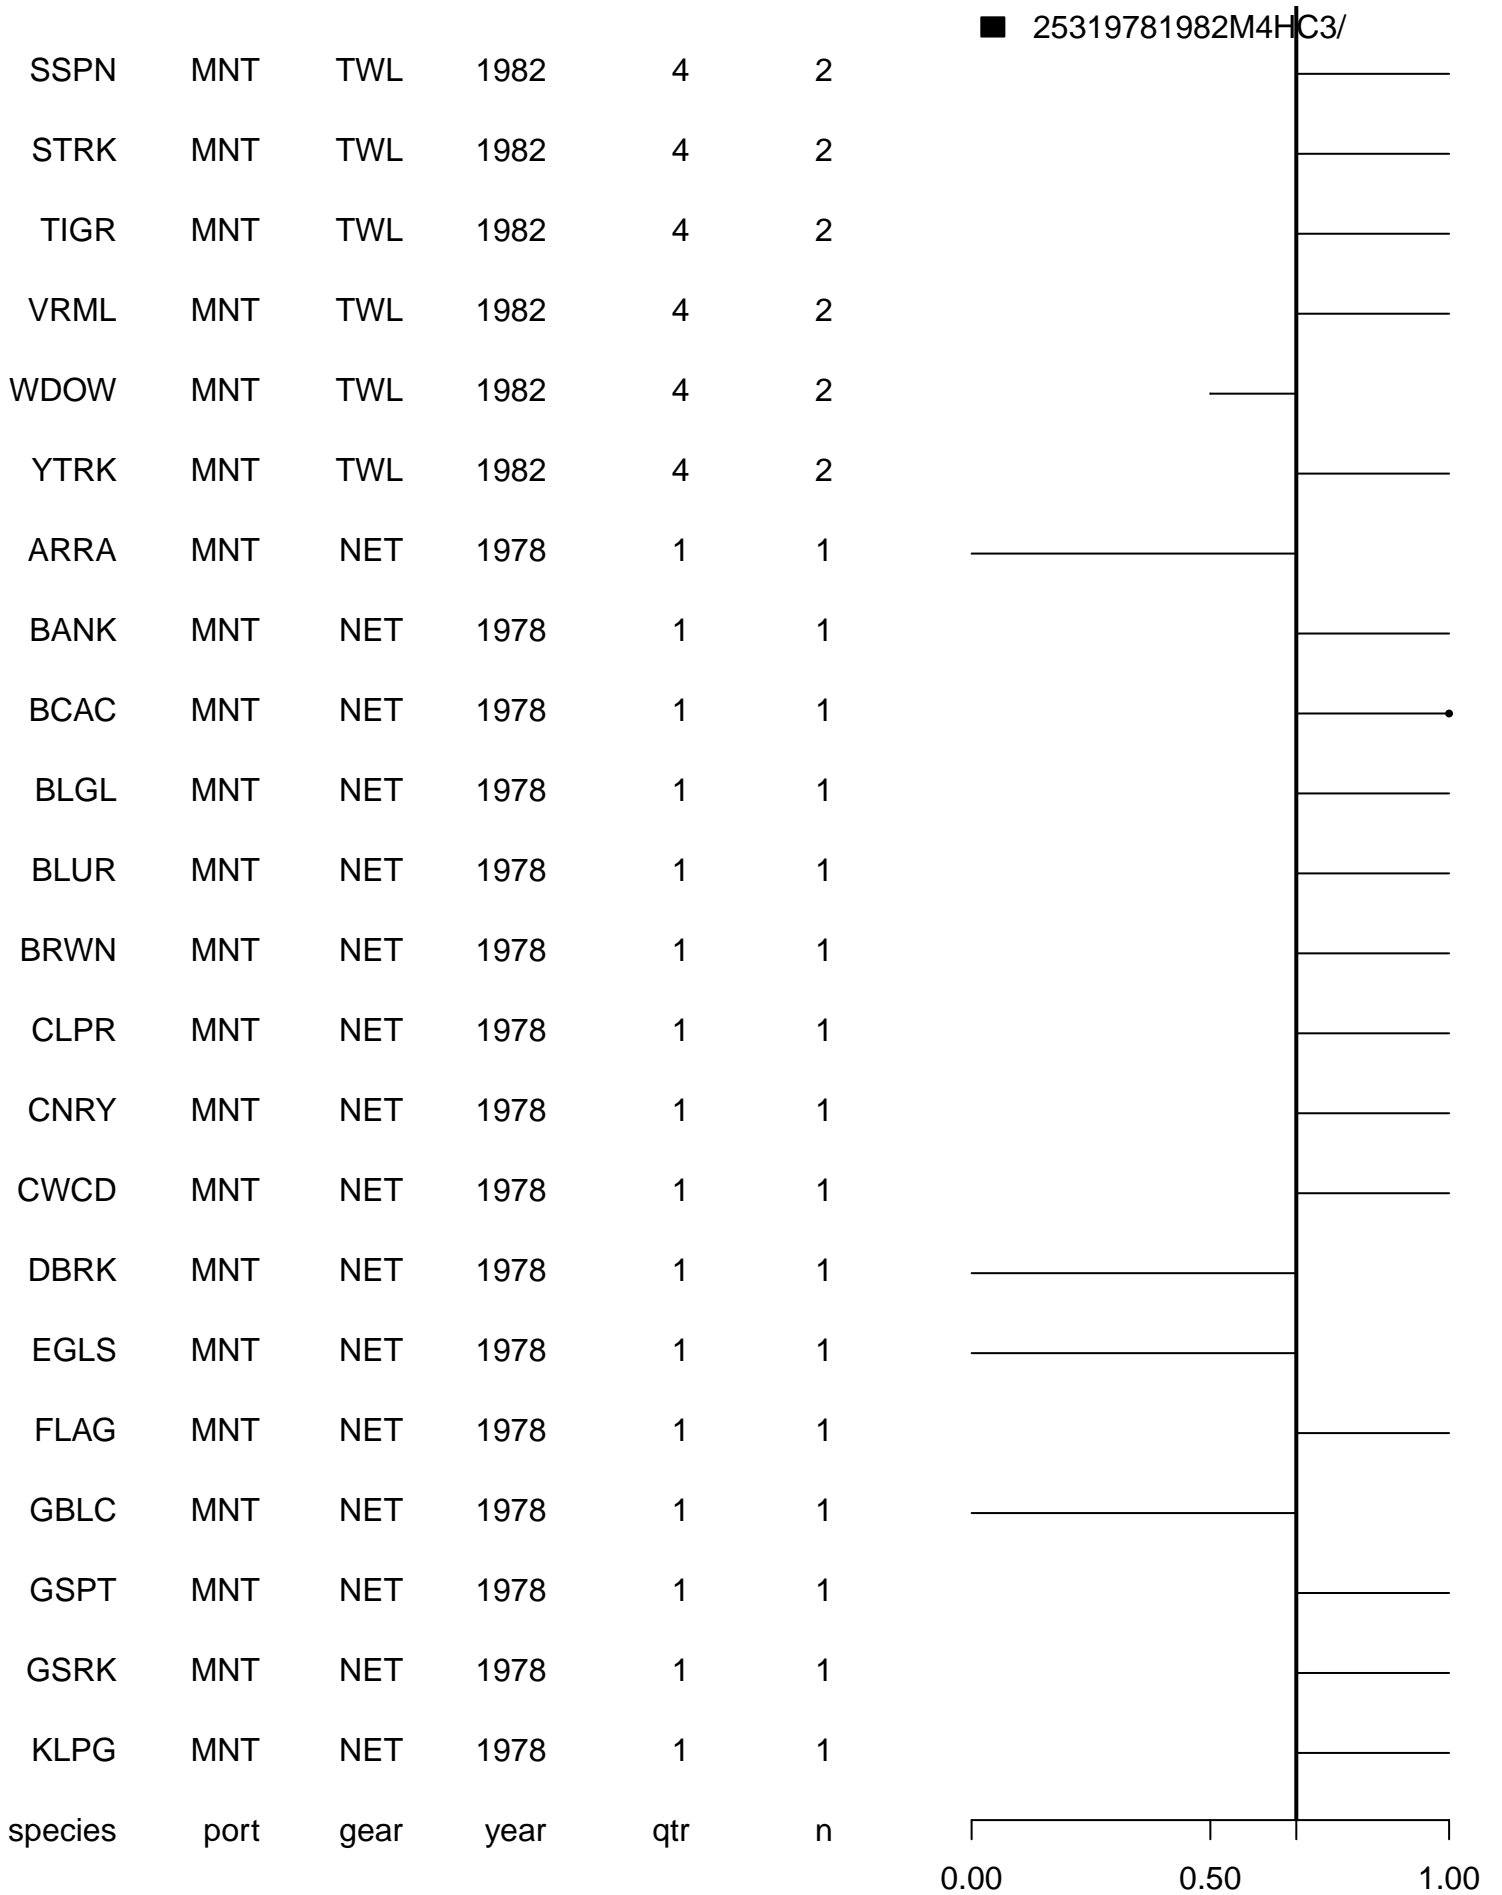 25319781982M4HC3/
SSPN MNT TWL 1982 4 2
STRK MNT TWL 1982 4 2
TIGR MNT TWL 1982 4 2
VRML MNT TWL 1982 4 2
WDOW MNT TWL 1982 4 2
YTRK MNT TWL 1982 4 2
ARRA MNT NET 1978 1 1
BANK MNT NET 1978 1 1
BCAC MNT NET 1978 1 1
BLGL MNT NET 1978 1 1
BLUR MNT NET 1978 1 1
BRWN MNT NET 1978 1 1
CLPR MNT NET 1978 1 1
CNRY MNT NET 1978 1 1
CWCD MNT NET 1978 1 1
DBRK MNT NET 1978 1 1
EGLS MNT NET 1978 1 1
FLAG MNT NET 1978 1 1
GBLC MNT NET 1978 1 1
GSPT MNT NET 1978 1 1
GSRK MNT NET 1978 1 1
KLPG MNT NET 1978 1 1
species port gear year qtr n
0.00 0.50 1.00